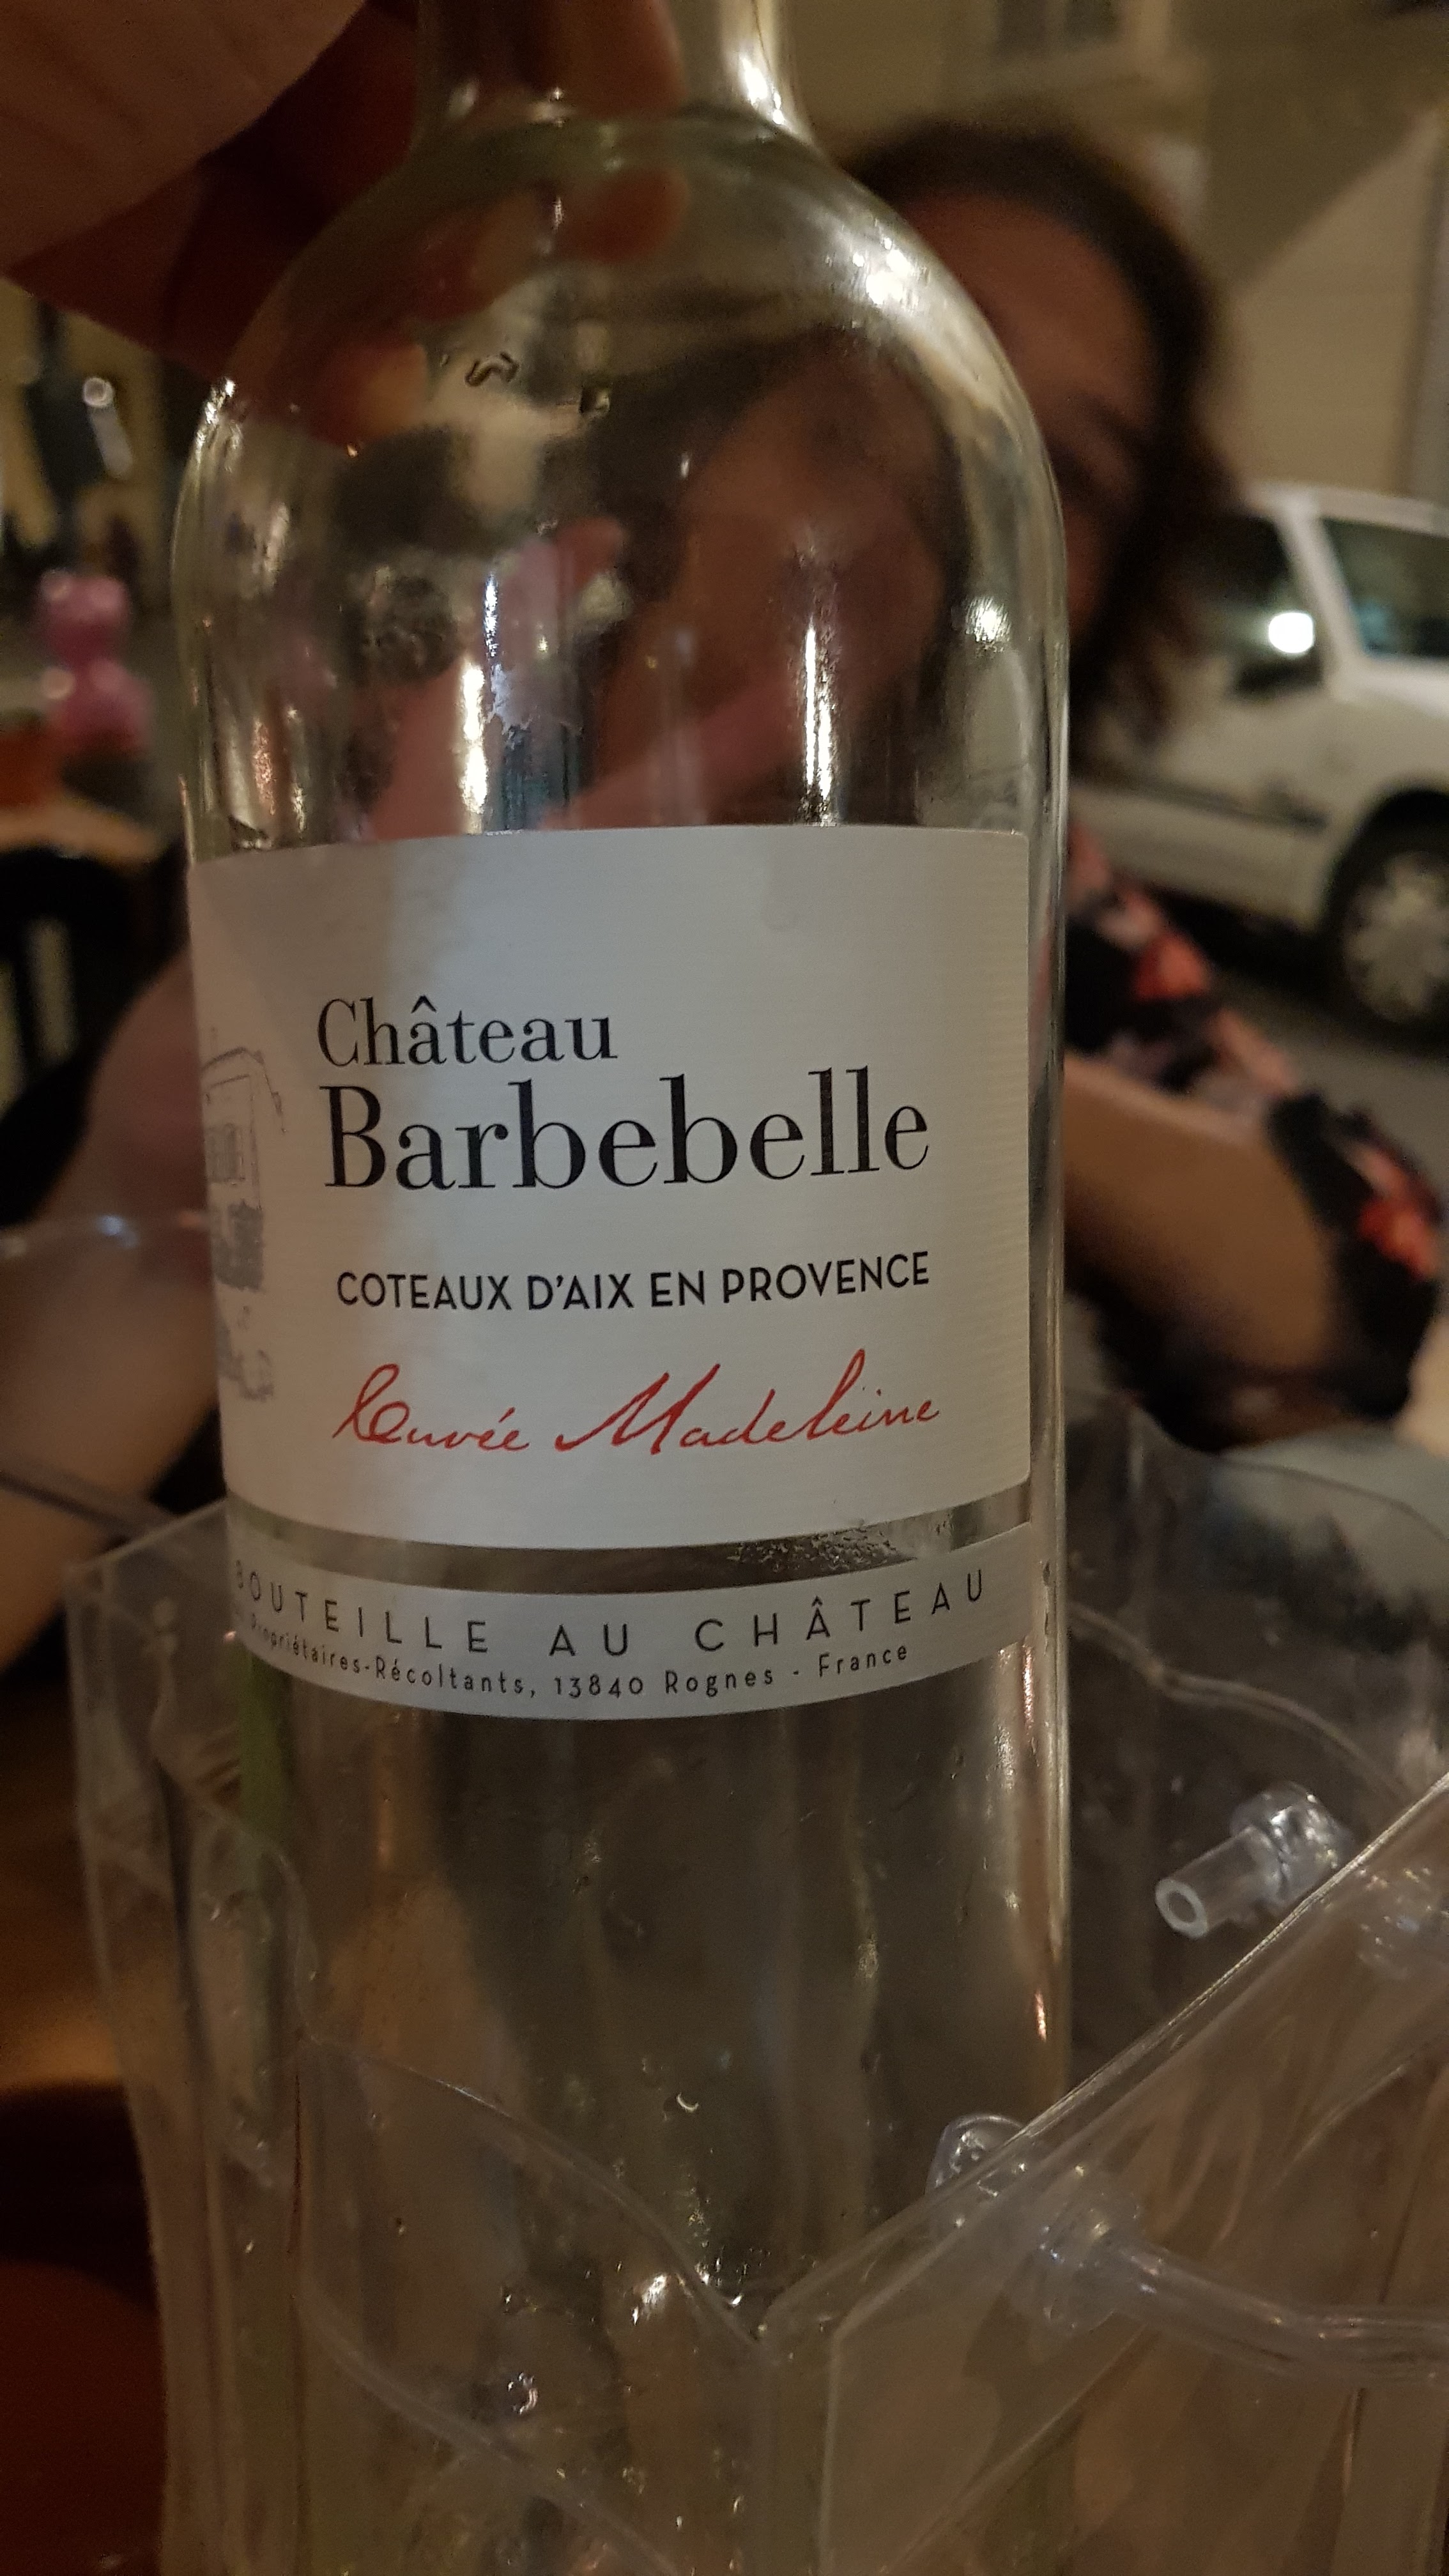 Château
Barbebelle
COTEAUX D'AIX EN PROVENCE
Cuvée Madeleine
BOUTEILLE AU CHÂTEAU
Propriétaires-Récoltants, 13840 Rognes - France